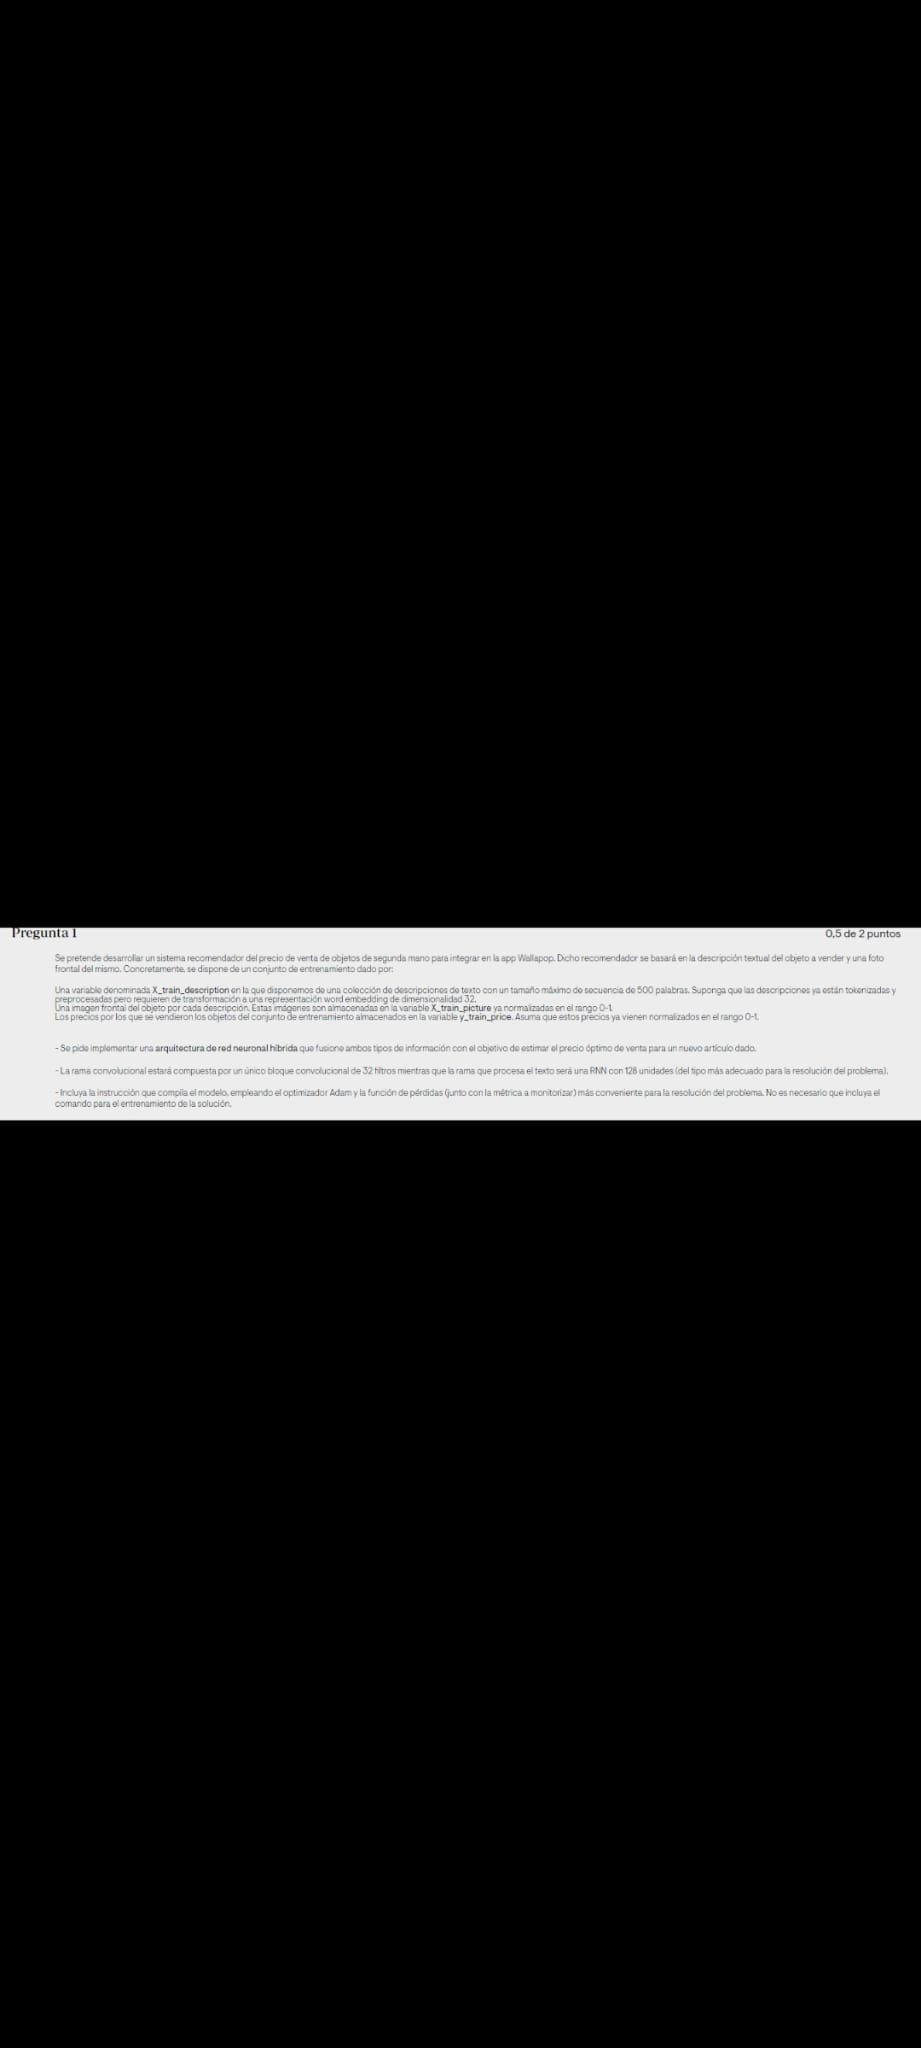 Pregunta 1
0,5 de 2 puntos
Se pretende desarrollar un sistema recomendador del precio de venta de objetos de segunda mano para integrar en la app Wallapop. Dicho recomendador se basará en la descripción textual del objeto a vender y una foto
frontal del mismo. Concretamente, se dispone de un conjunto de entrenamiento dado por:
Una variable denominada X_train_description en la que disponemos de una colección de descripciones de texto con un tamaño máximo de secuencia de 500 palabras. Suponga que las descripciones ya están tokenizadas y
preprocesadas pero requieren de transformación a una representación word embedding de dimensionalidad 32.
Una imagen frontal del objeto por cada descripción. Estas imágenes son almacenadas en la variable X_train_picture ya normalizadas en el rango 0-1.
Los precios por los que se vendieron los objetos del conjunto de entrenamiento almacenados en la variable y_train_price. Asuma que estos precios ya vienen normalizados en el rango 0-1.
- Se pide implementar una arquitectura de red neuronal híbrida que fusione ambos tipos de información con el objetivo de estimar el precio óptimo de venta para un nuevo artículo dado.
- La rama convolucional estará compuesta por un único bloque convolucional de 32 filtros mientras que la rama que procesa el texto será una RNN con 128 unidades (del tipo más adecuado para la resolución del problema).
- Incluya la instrucción que compila el modelo, empleando el optimizador Adam y la función de pérdidas (junto con la métrica a monitorizar) más conveniente para la resolución del problema. No es necesario que incluya el
comando para el entrenamiento de la solución.